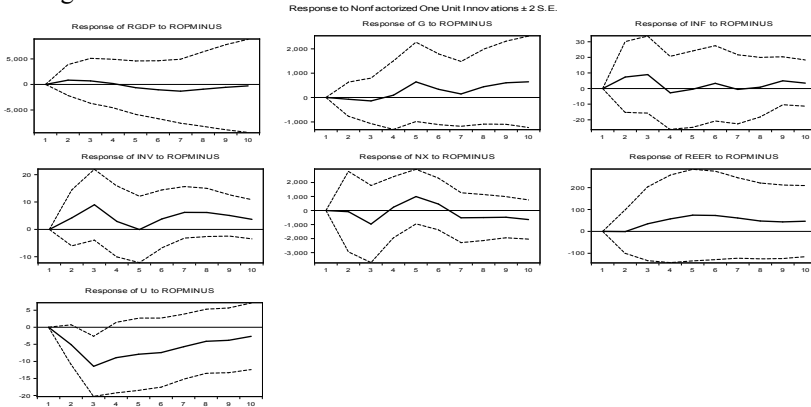 Response to Nonfactorized One Unit Innovations ± 2 S.E.
Response of RGDP to ROPMINUS
5,000
0
-5,000
1 2 3 4 5 6 7 8 9 10
Response of G to ROPMINUS
2,000
1,000
0
-1,000
1 2 3 4 5 6 7 8 9 10
Response of INF to ROPMINUS
30
20
10
0
-10
-20
1 2 3 4 5 6 7 8 9 10
Response of INV to ROPMINUS
20
10
0
-10
1 2 3 4 5 6 7 8 9 10
Response of NX to ROPMINUS
2,000
1,000
0
-1,000
-2,000
-3,000
1 2 3 4 5 6 7 8 9 10
Response of REER to ROPMINUS
200
100
0
-100
1 2 3 4 5 6 7 8 9 10
Response of U to ROPMINUS
5
0
-5
-10
-15
-20
1 2 3 4 5 6 7 8 9 10